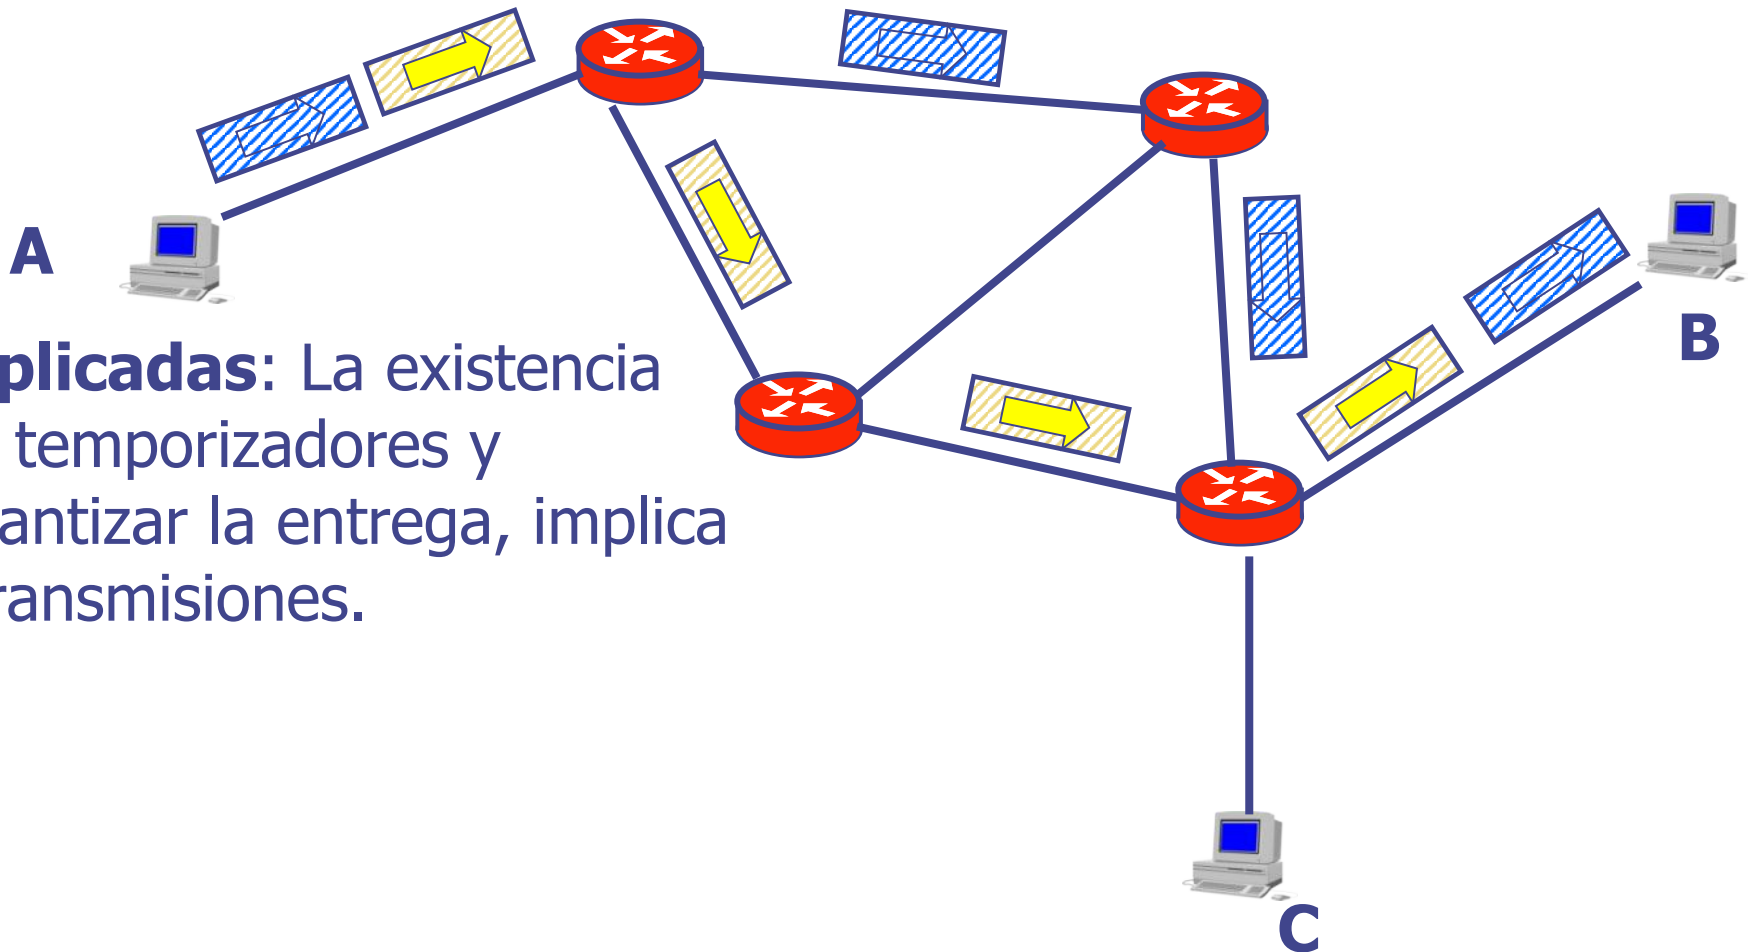 A
B
plicadas: La existencia
temporizadores y
antizar la entrega, implica
ransmisiones.
C